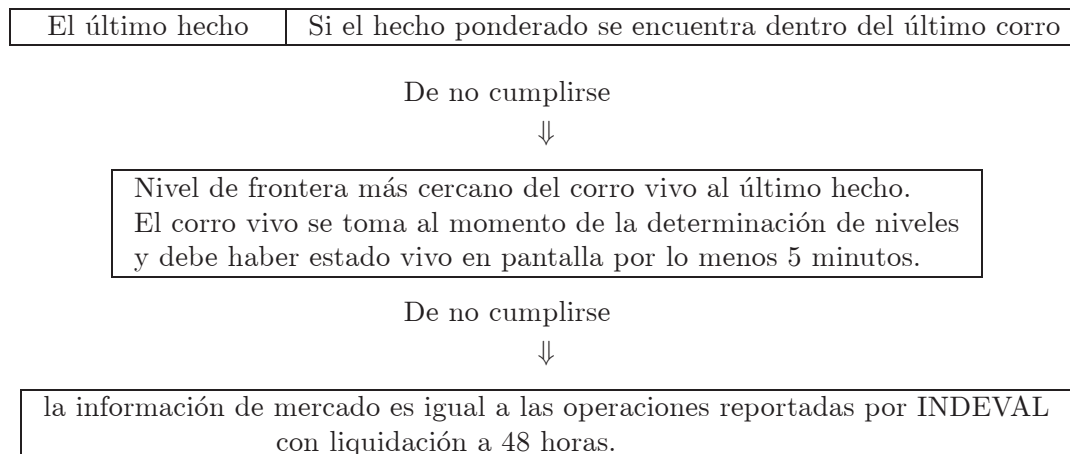 El último hecho Si el hecho ponderado se encuentra dentro del último corro
De no cumplirse
⇓
Nivel de frontera más cercano del corro vivo al último hecho.
El corro vivo se toma al momento de la determinación de niveles
y debe haber estado vivo en pantalla por lo menos 5 minutos.
De no cumplirse
⇓
la información de mercado es igual a las operaciones reportadas por INDEVAL
con liquidación a 48 horas.